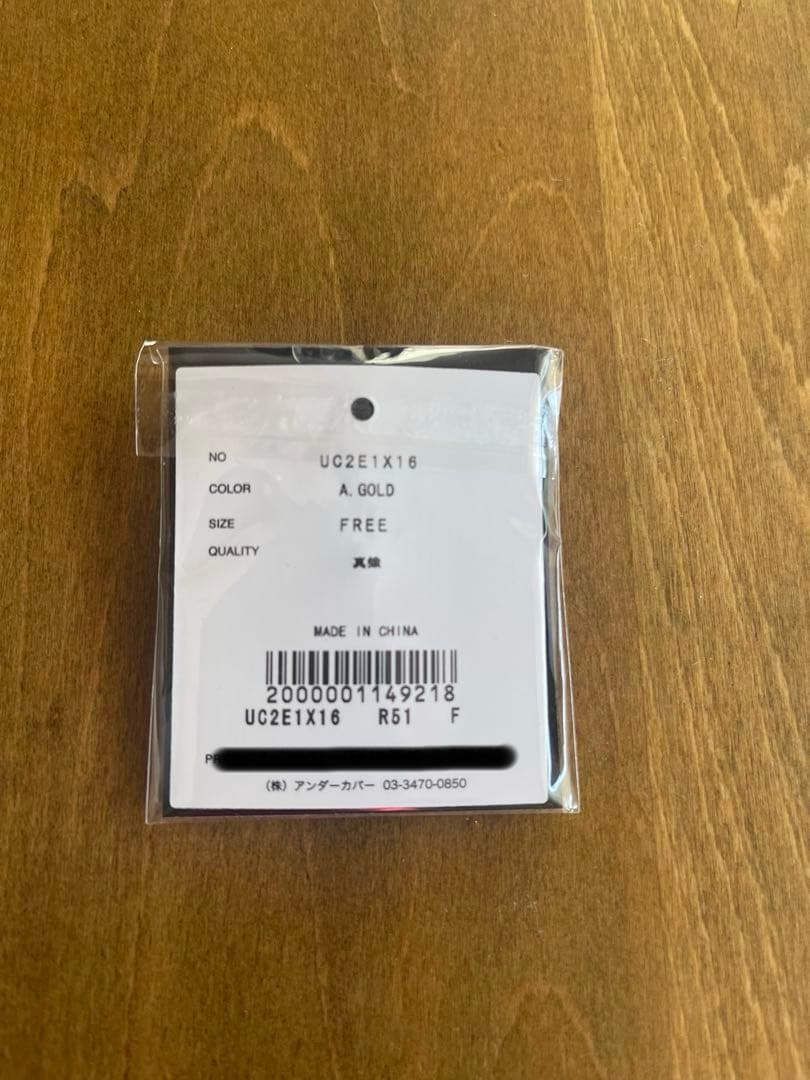 NO UC2E1X16
COLOR A.GOLD
SIZE FREE
QUALITY
真鍮
MADE IN CHINA
2000001149218
UC2E1X16 R51 F
(株) アンダーカバー 03-3470-0850